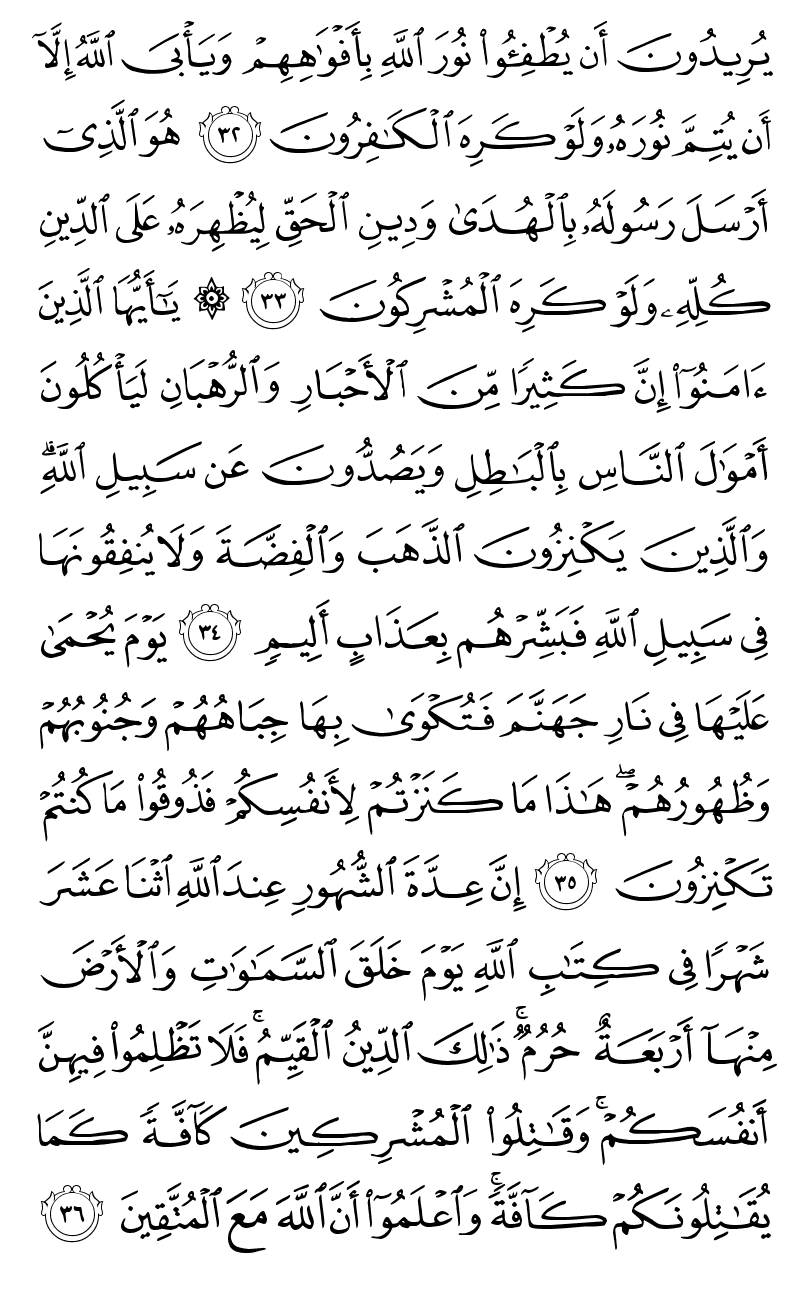 يُرِيدُونَ أَن يُطْفِـُٔوا۟ نُورَ ٱللَّهِ بِأَفْوَٰهِهِمْ وَيَأْبَى ٱللَّهُ إِلَّآ
أَن يُتِمَّ نُورَهُۥ وَلَوْ كَرِهَ ٱلْكَـٰفِرُونَ ٣٢ هُوَ ٱلَّذِىٓ
أَرْسَلَ رَسُولَهُۥ بِٱلْهُدَىٰ وَدِينِ ٱلْحَقِّ لِيُظْهِرَهُۥ عَلَى ٱلدِّينِ
كُلِّهِۦ وَلَوْ كَرِهَ ٱلْمُشْرِكُونَ ٣٣ ۞ يَـٰٓأَيُّهَا ٱلَّذِينَ
ءَامَنُوٓا۟ إِنَّ كَثِيرًا مِّنَ ٱلْأَحْبَارِ وَٱلرُّهْبَانِ لَيَأْكُلُونَ
أَمْوَٰلَ ٱلنَّاسِ بِٱلْبَـٰطِلِ وَيَصُدُّونَ عَن سَبِيلِ ٱللَّهِ ۗ
وَٱلَّذِينَ يَكْنِزُونَ ٱلذَّهَبَ وَٱلْفِضَّةَ وَلَا يُنفِقُونَهَا
فِى سَبِيلِ ٱللَّهِ فَبَشِّرْهُم بِعَذَابٍ أَلِيمٍ ٣٤ يَوْمَ يُحْمَىٰ
عَلَيْهَا فِى نَارِ جَهَنَّمَ فَتُكْوَىٰ بِهَا جِبَاهُهُمْ وَجُنُوبُهُمْ
وَظُهُورُهُمْ ۖ هَـٰذَا مَا كَنَزْتُمْ لِأَنفُسِكُمْ فَذُوقُوا۟ مَا كُنتُمْ
تَكْنِزُونَ ٣٥ إِنَّ عِدَّةَ ٱلشُّهُورِ عِندَ ٱللَّهِ ٱثْنَا عَشَرَ
شَهْرًا فِى كِتَـٰبِ ٱللَّهِ يَوْمَ خَلَقَ ٱلسَّمَـٰوَٰتِ وَٱلْأَرْضَ
مِنْهَآ أَرْبَعَةٌ حُرُمٌ ۚ ذَٰلِكَ ٱلدِّينُ ٱلْقَيِّمُ ۚ فَلَا تَظْلِمُوا۟ فِيهِنَّ
أَنفُسَكُمْ ۚ وَقَـٰتِلُوا۟ ٱلْمُشْرِكِينَ كَآفَّةً كَمَا
يُقَـٰتِلُونَكُمْ كَآفَّةً ۚ وَٱعْلَمُوٓا۟ أَنَّ ٱللَّهَ مَعَ ٱلْمُتَّقِينَ ٣٦